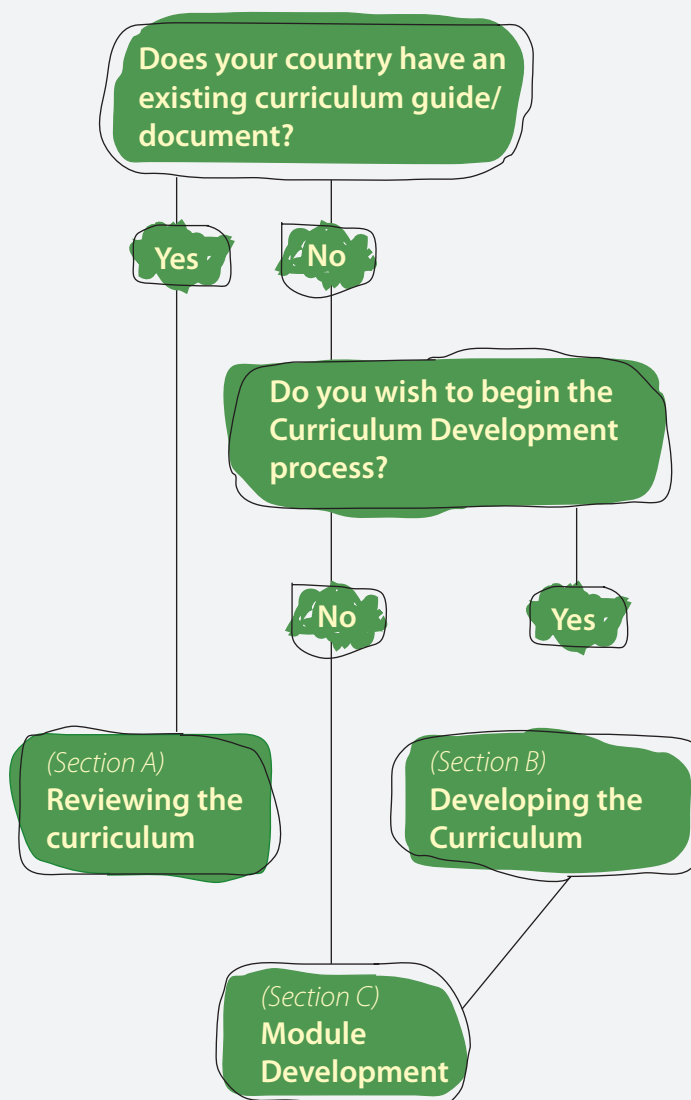 Does your country have an
existing curriculum guide/
document?
Yes
No
Do you wish to begin the
Curriculum Development
process?
No
Yes
(Section A)
Reviewing the
curriculum
(Section B)
Developing the
Curriculum
(Section C)
Module
Development